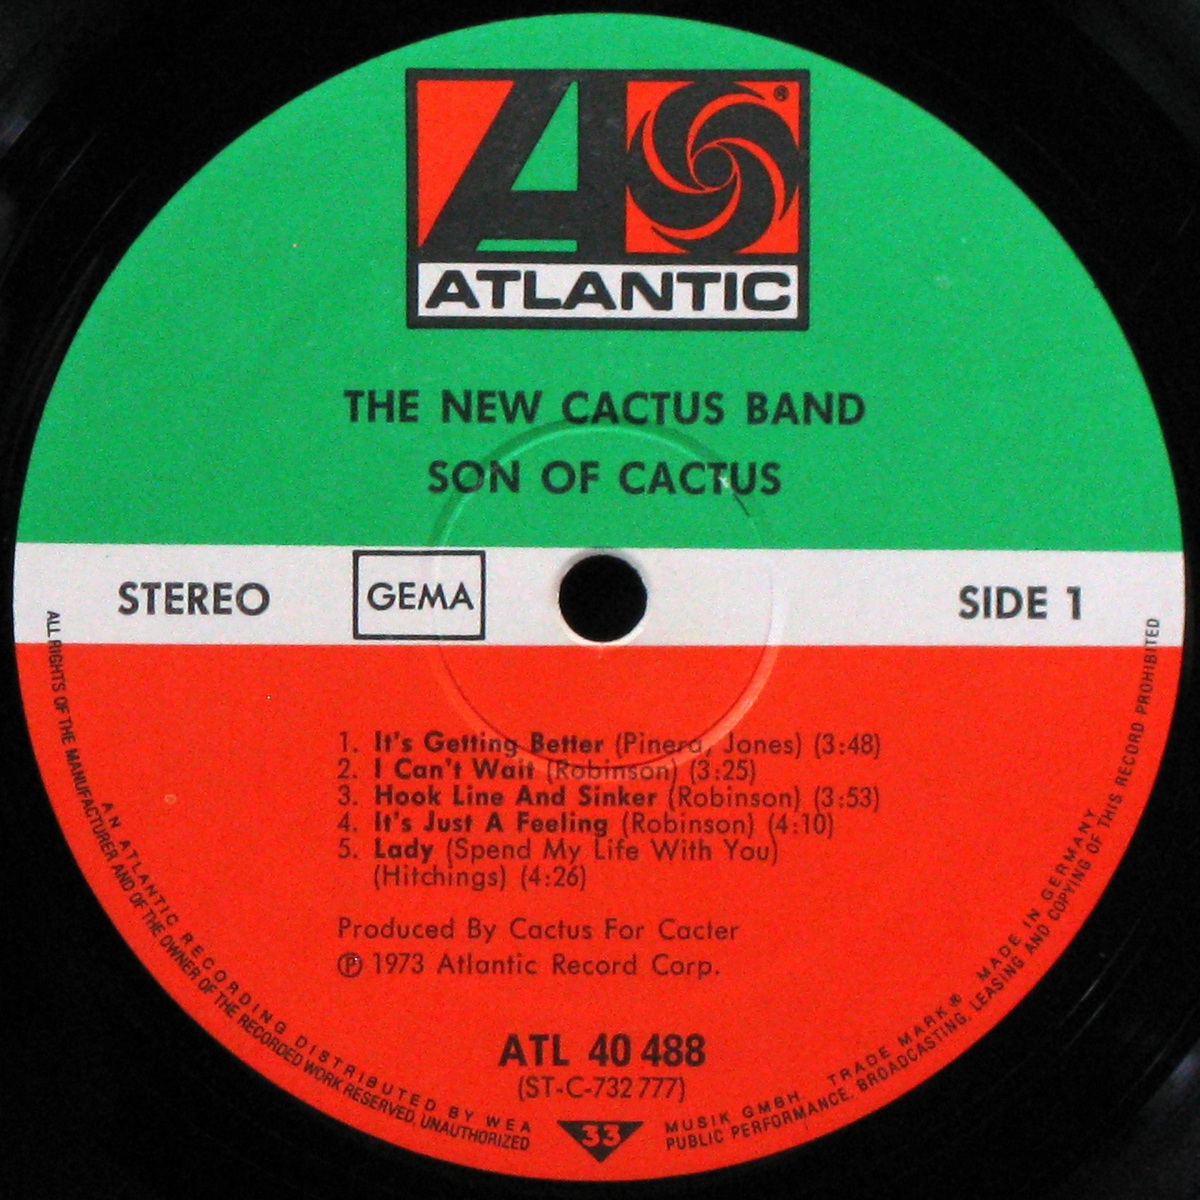 ®
ATLANTIC
THE NEW CACTUS BAND
SON OF CACTUS
STEREO
GEMA
SIDE 1
1. It's Getting Better (Pinera, Jones) (3:48)
2. I Can't Wait (Robinson) (3:25)
3. Hook Line And Sinker (Robinson) (3:53)
4. It's Just A Feeling (Robinson) (4:10)
5. Lady (Spend My Life With You)
(Hitchings) (4:26)
Produced By Cactus For Cacter
℗ 1973 Atlantic Record Corp.
ATL 40 488
(ST-C-732 777)
33
AN ATLANTIC RECORDING DISTRIBUTED BY WEA MUSIK GMBH TRADE MARK ® MADE IN GERMANY
ALL RIGHTS OF THE MANUFACTURER AND OF THE OWNER OF THE RECORDED WORK RESERVED. UNAUTHORIZED PUBLIC PERFORMANCE, BROADCASTING, LEASING AND COPYING OF THIS RECORD PROHIBITED